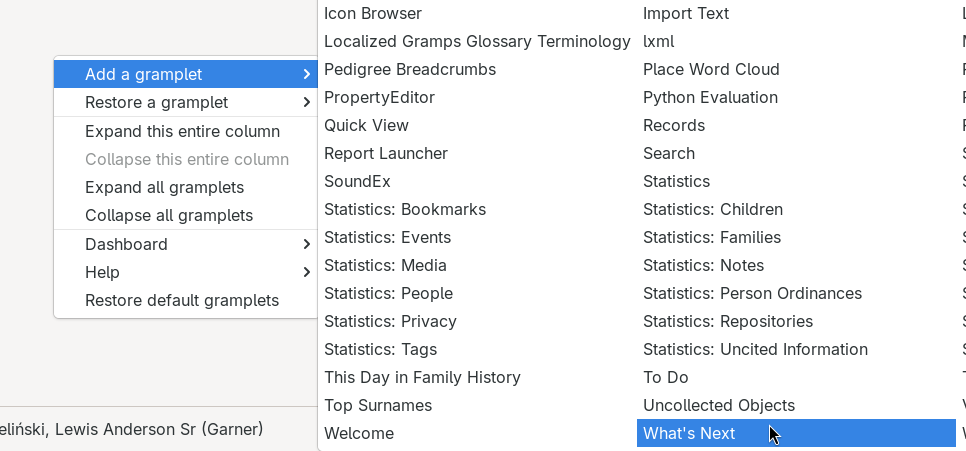 Add a gramplet
Restore a gramplet
Expand this entire column
Collapse this entire column
Expand all gramplets
Collapse all gramplets
Dashboard
Help
Restore default gramplets
Icon Browser
Localized Gramps Glossary Terminology
Pedigree Breadcrumbs
PropertyEditor
Quick View
Report Launcher
SoundEx
Statistics: Bookmarks
Statistics: Events
Statistics: Media
Statistics: People
Statistics: Privacy
Statistics: Tags
This Day in Family History
Top Surnames
Welcome
Import Text
lxml
Place Word Cloud
Python Evaluation
Records
Search
Statistics
Statistics: Children
Statistics: Families
Statistics: Notes
Statistics: Person Ordinances
Statistics: Repositories
Statistics: Uncited Information
To Do
Uncollected Objects
What's Next
eliński, Lewis Anderson Sr (Garner)